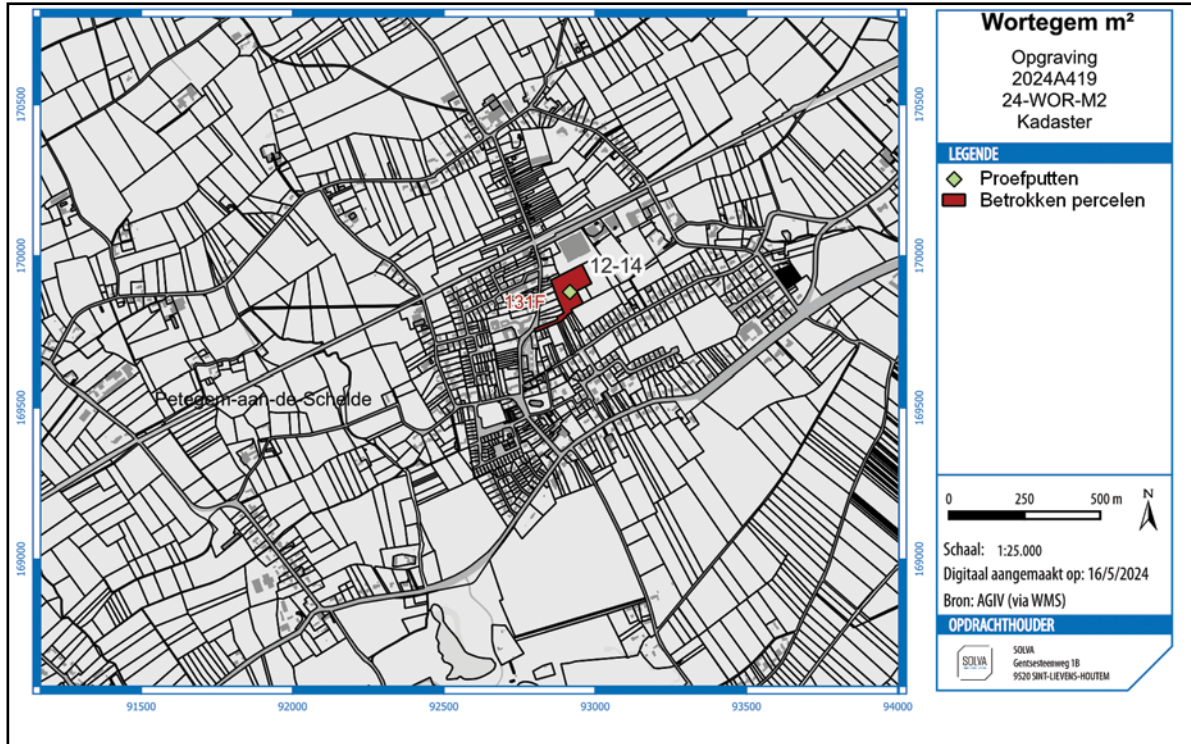 170500
170000
169500
169000
170500
170000
169500
169000
91500
92000
92500
93000
93500
94000
12-14
131F
Petegem-aan-de-Schelde
Wortegem m²
Opgraving
2024A419
24-WOR-M2
Kadaster
LEGENDE
Proefputten
Betrokken percelen
0 250 500 m
N
Schaal: 1:25.000
Digitaal aangemaakt op: 16/5/2024
Bron: AGIV (via WMS)
OPDRACHTHOUDER
SOLVA
SOLVA
Gentsesteenweg 1B
9520 SINT-LIEVENS-HOUTEM